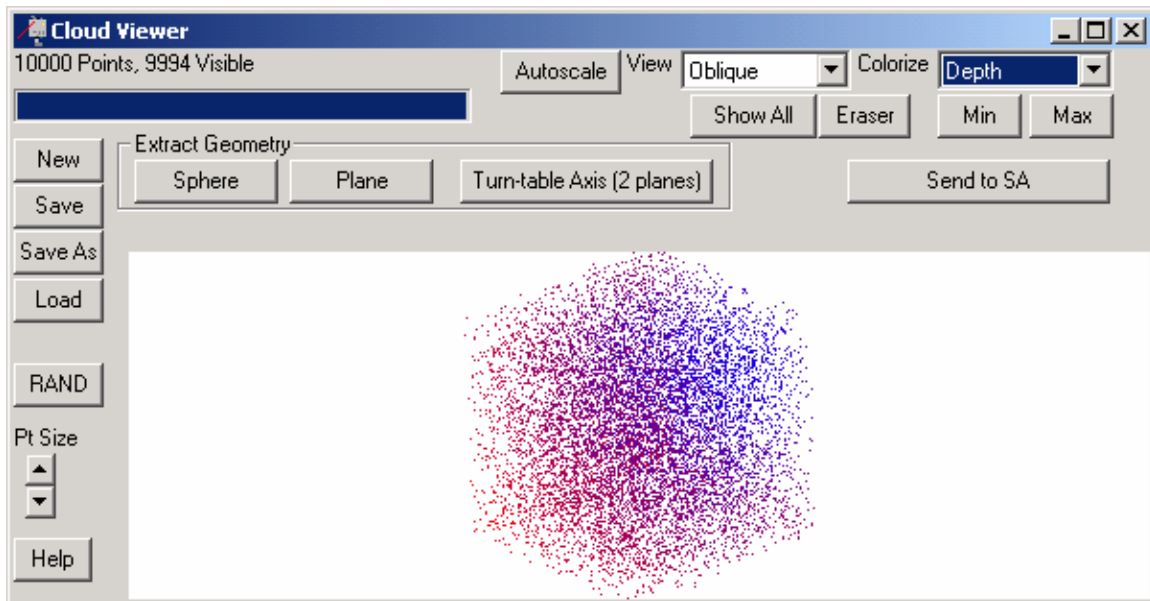 Cloud Viewer
10000 Points, 9994 Visible
Autoscale View Oblique Colorize Depth
Show All Eraser Min Max
New
Extract Geometry
Sphere Plane Turn-table Axis (2 planes) Send to SA
Save
Save As
Load
RAND
Pt Size
Help